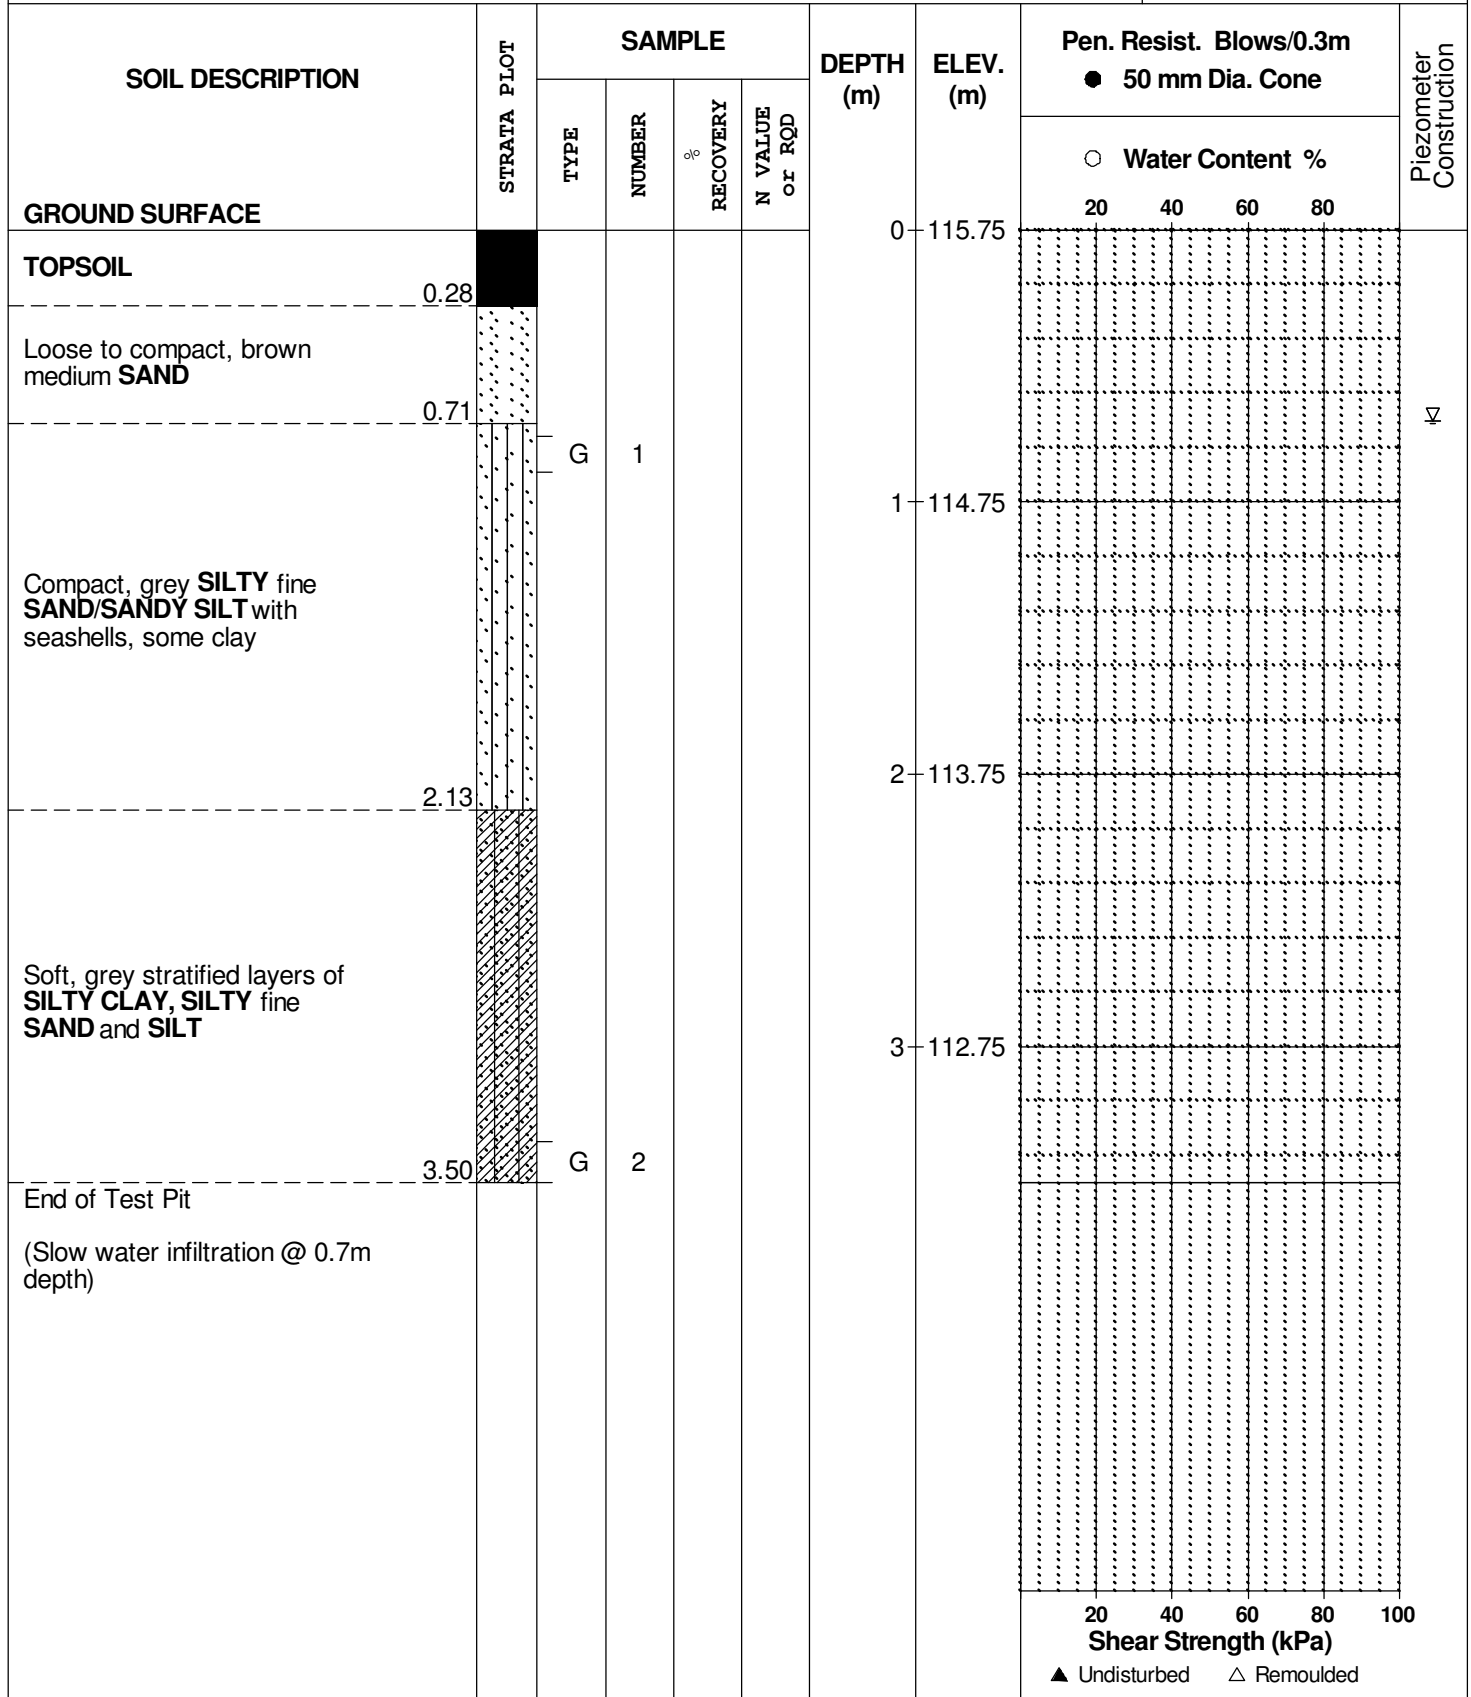 SOIL DESCRIPTION
GROUND SURFACE
STRATA PLOT
SAMPLE
TYPE
NUMBER
%
RECOVERY
N VALUE
or RQD
DEPTH
(m)
ELEV.
(m)
Pen. Resist. Blows/0.3m
● 50 mm Dia. Cone
○ Water Content %
20 40 60 80
Piezometer
Construction
0 115.75
TOPSOIL
0.28
Loose to compact, brown
medium SAND
0.71
G 1
1 114.75
Compact, grey SILTY fine
SAND/SANDY SILT with
seashells, some clay
2 113.75
2.13
Soft, grey stratified layers of
SILTY CLAY, SILTY fine
SAND and SILT
3 112.75
G 2
3.50
End of Test Pit
(Slow water infiltration @ 0.7m
depth)
20 40 60 80 100
Shear Strength (kPa)
▲ Undisturbed △ Remoulded